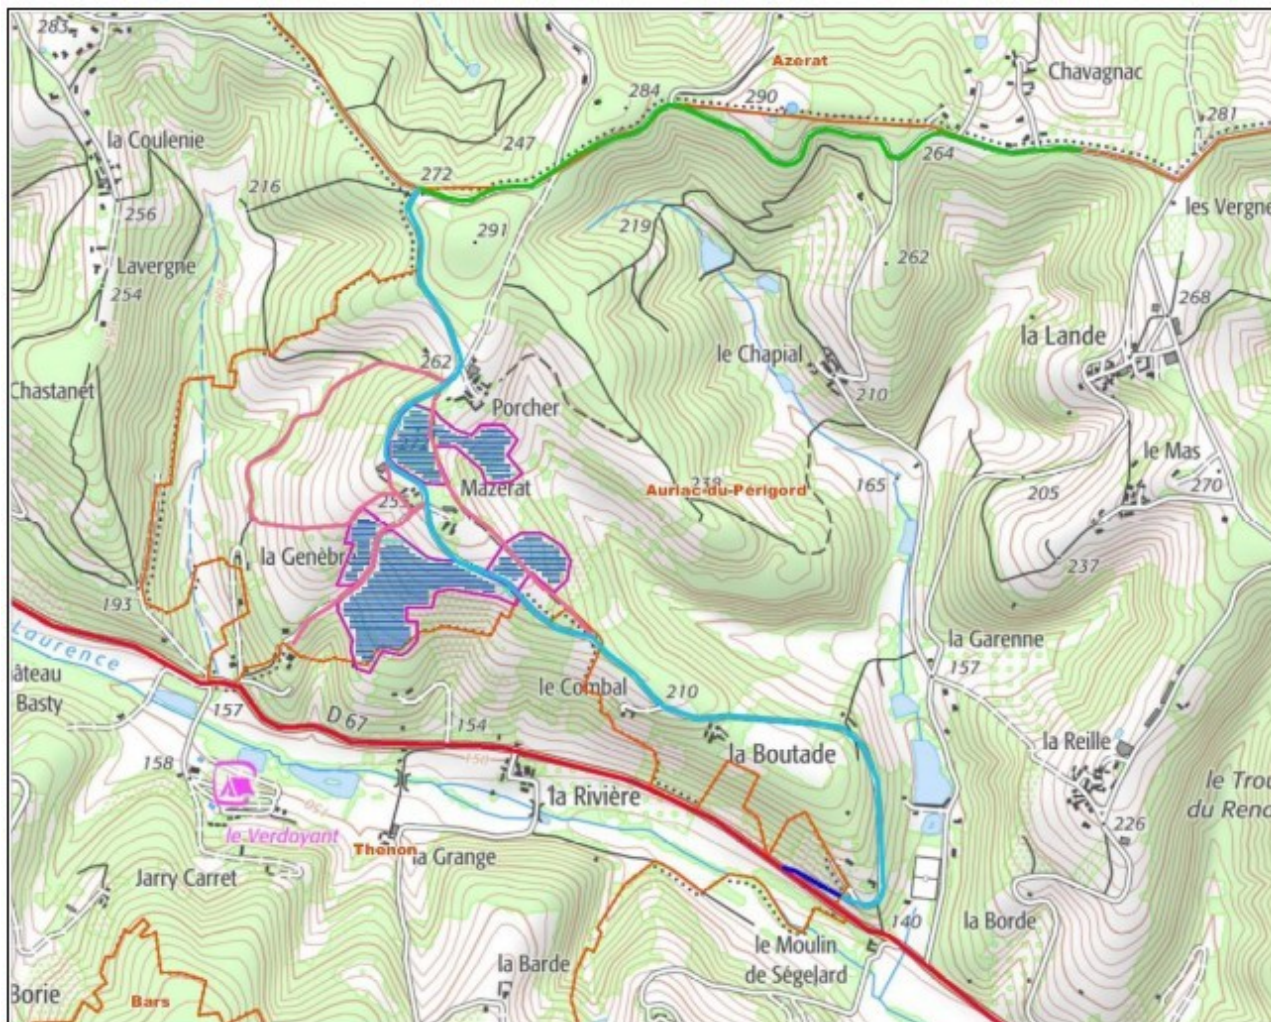 283
Azerat
284
290
Chavagnac
281
la Coulenie
247
264
272
216
256
les Vergne
291
219
262
Lavergne
254
268
la Lande
262
le Chapial
210
Chastanet
Porcher
le Mas
Mazerat
238
Auriac-du-Périgord
165
205
270
la Genèbr
237
193
Laurence
la Garenne
157
âteau
Basty
le Combal
210
157
D 67
154
la Boutade
la Reille
158
150
le Trou
du Reno
la Rivière
le Verdoyant
226
Thenon
la Grange
Jarry Carret
140
la Borde
le Moulin
de Ségelard
la Barde
Borie
Bars